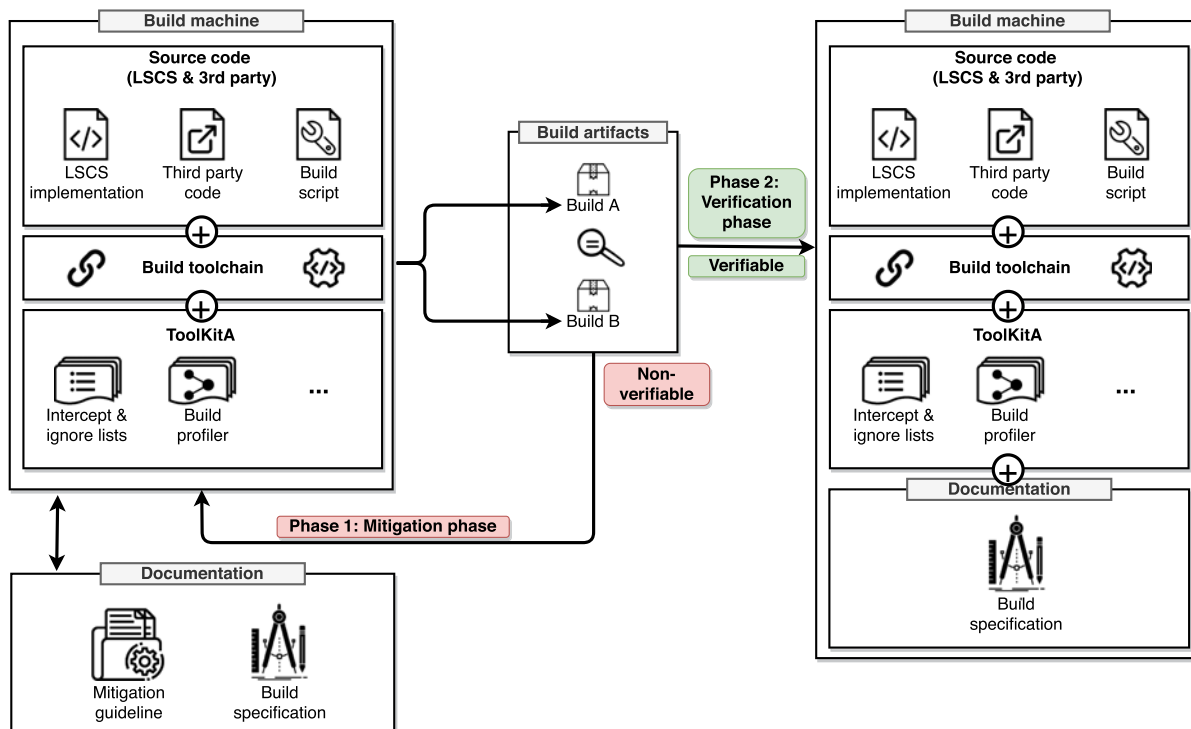 Build machine
Source code
(LSCS & 3rd party)
LSCS
implementation
Third party
code
Build
script
Build toolchain
ToolKitA
Intercept &
ignore lists
Build
profiler
...
Documentation
Mitigation
guideline
Build
specification
Phase 1: Mitigation phase
Build artifacts
Build A
Build B
Non-
verifiable
Phase 2:
Verification
phase
Verifiable
Build machine
Source code
(LSCS & 3rd party)
LSCS
implementation
Third party
code
Build
script
Build toolchain
ToolKitA
Intercept &
ignore lists
Build
profiler
...
Documentation
Build
specification